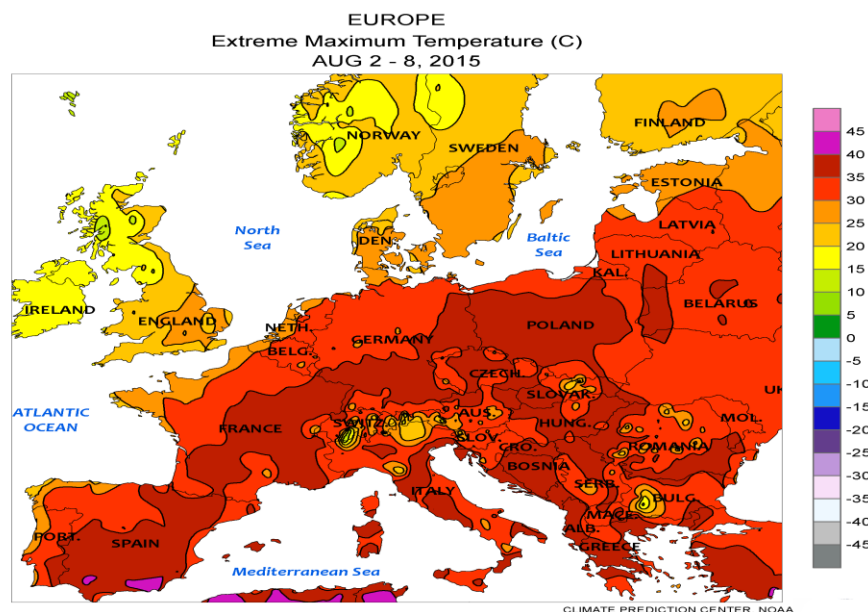 EUROPE
Extreme Maximum Temperature (C)
AUG 2 - 8, 2015
FINLAND
NORWAY
SWEDEN
ESTONIA
North
Sea
DEN.
Baltic
Sea
LATVIA
LITHUANIA
KAL.
IRELAND
ENGLAND
NETH.
BELG.
GERMANY
POLAND
BELARUS
UK
ATLANTIC
OCEAN
CZECH.
SLOVAK.
FRANCE
SWITZ.
AUS.
HUNG.
MOL.
SLOV.
CRO.
ROMANIA
BOSNIA
SERB.
ITALY
BULG.
MACE.
ALB.
GREECE
PORT.
SPAIN
Mediterranean Sea
45
40
35
30
25
20
15
10
5
0
-5
-10
-15
-20
-25
-30
-35
-40
-45
CLIMATE PREDICTION CENTER, NOAA